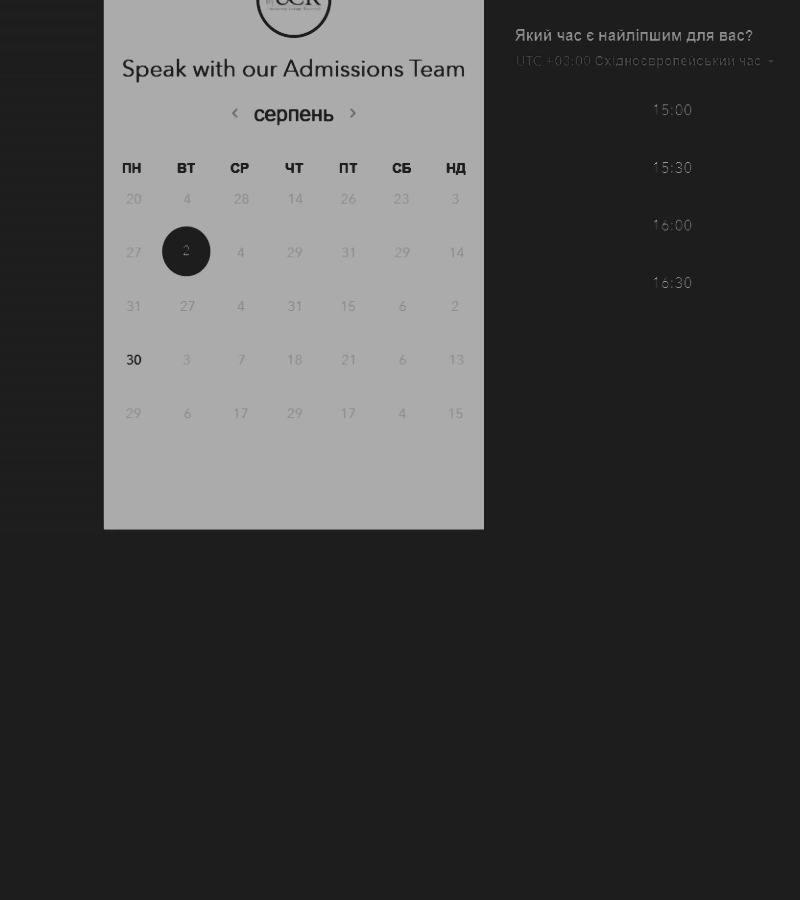 Speak with our Admissions Team
< серпень >
ПН ВТ СР ЧТ ПТ СБ НД
20 4 28 14 26 23 3
27 2 4 29 31 29 14
31 27 4 31 15 6 2
30 3 7 18 21 6 13
29 6 17 29 17 4 15
Який час є найліпшим для вас?
UTC +03:00 Східноєвропейський час
15:00
15:30
16:00
16:30